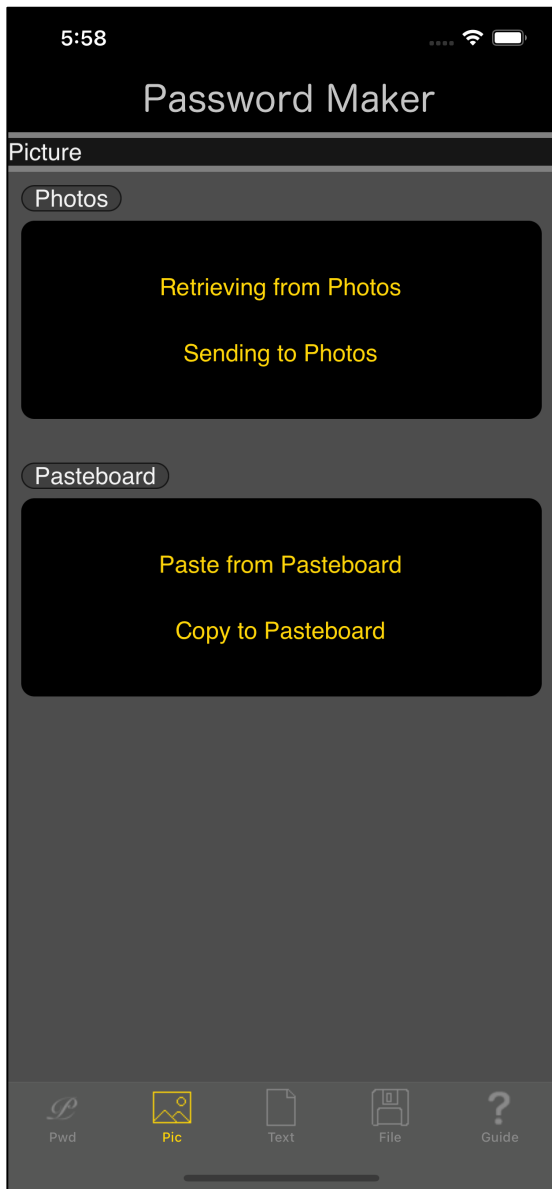 5:58
Password Maker
Picture
Photos
Retrieving from Photos
Sending to Photos
Pasteboard
Paste from Pasteboard
Copy to Pasteboard
Pwd
Pic
Text
File
Guide